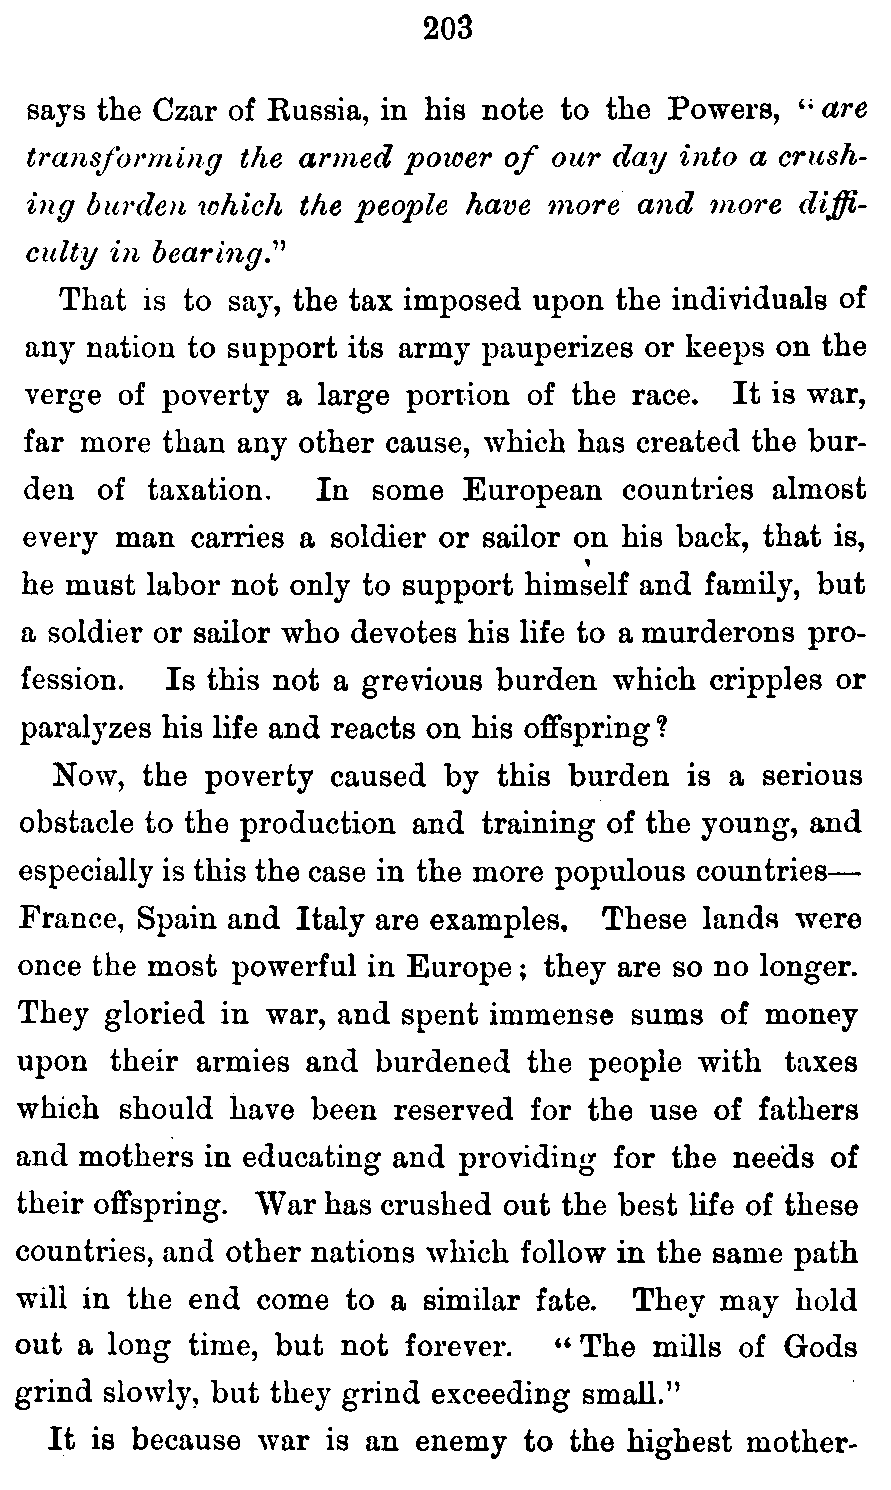 203
says the Czar of Russia, in his note to the Powers, "are
transforming the armed power of our day into a crush-
ing burden which the people have more and more diffi-
culty in bearing."
That is to say, the tax imposed upon the individuals of
any nation to support its army pauperizes or keeps on the
verge of poverty a large portion of the race. It is war,
far more than any other cause, which has created the bur-
den of taxation. In some European countries almost
every man carries a soldier or sailor on his back, that is,
he must labor not only to support himself and family, but
a soldier or sailor who devotes his life to a murderons pro-
fession. Is this not a grevious burden which cripples or
paralyzes his life and reacts on his offspring?
Now, the poverty caused by this burden is a serious
obstacle to the production and training of the young, and
especially is this the case in the more populous countries—
France, Spain and Italy are examples. These lands were
once the most powerful in Europe; they are so no longer.
They gloried in war, and spent immense sums of money
upon their armies and burdened the people with taxes
which should have been reserved for the use of fathers
and mothers in educating and providing for the needs of
their offspring. War has crushed out the best life of these
countries, and other nations which follow in the same path
will in the end come to a similar fate. They may hold
out a long time, but not forever. "The mills of Gods
grind slowly, but they grind exceeding small."
It is because war is an enemy to the highest mother-